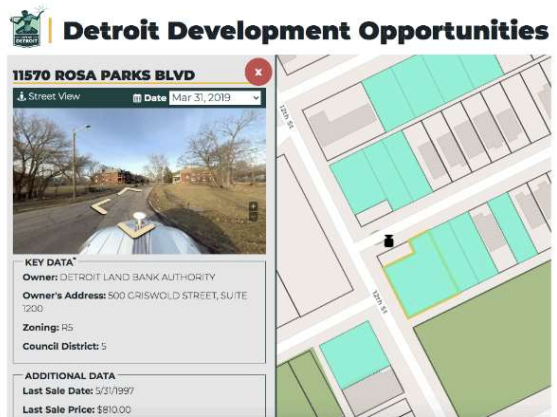 DETROIT
Detroit Development Opportunities
11570 ROSA PARKS BLVD
x
Street View
Date Mar 31, 2019
KEY DATA*
Owner: DETROIT LAND BANK AUTHORITY
Owner's Address: 500 GRISWOLD STREET, SUITE
1200
Zoning: R5
Council District: 5
ADDITIONAL DATA
Last Sale Date: 5/31/1997
Last Sale Price: $810.00
12th St
12th St